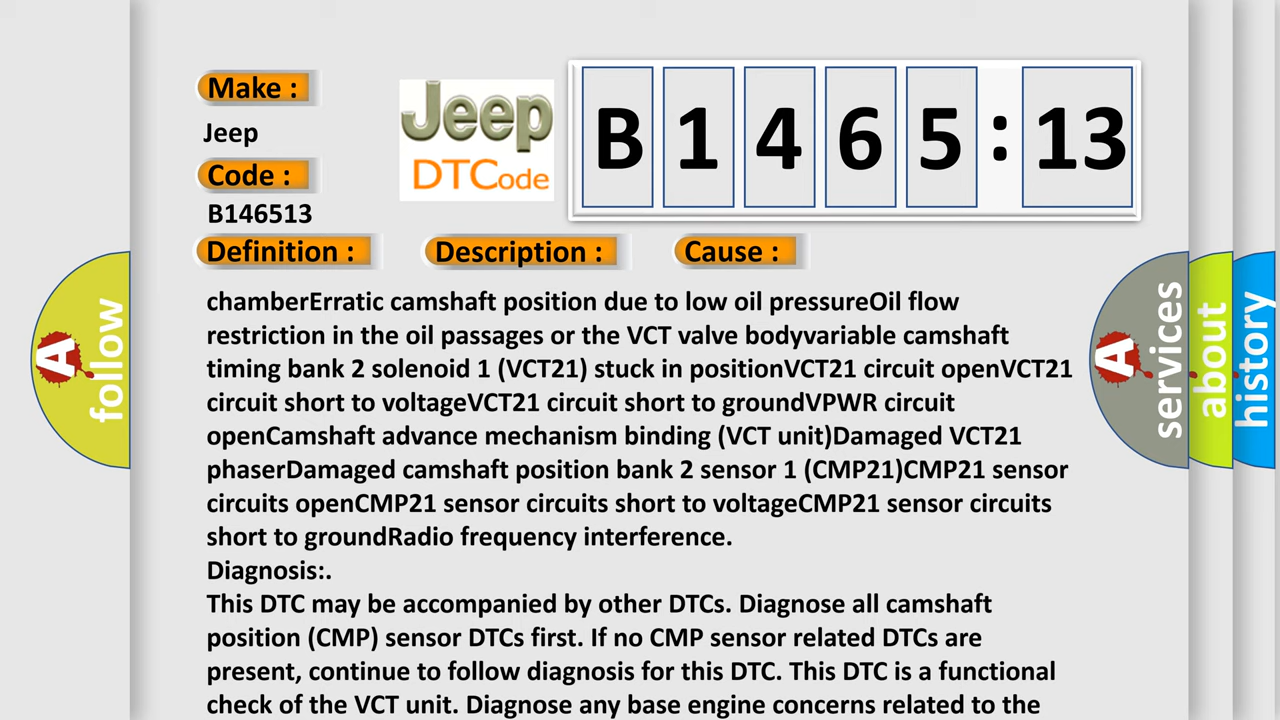 Make :
Jeep
Code :
B146513
Jeep
DTCode
B 1 4 6 5 : 13
Definition :
Description :
Cause :
chamberErratic camshaft position due to low oil pressureOil flow
restriction in the oil passages or the VCT valve bodyvariable camshaft
timing bank 2 solenoid 1 (VCT21) stuck in positionVCT21 circuit openVCT21
circuit short to voltageVCT21 circuit short to groundVPWR circuit
openCamshaft advance mechanism binding (VCT unit)Damaged VCT21
phaserDamaged camshaft position bank 2 sensor 1 (CMP21)CMP21 sensor
circuits openCMP21 sensor circuits short to voltageCMP21 sensor circuits
short to groundRadio frequency interference.
Diagnosis:.
This DTC may be accompanied by other DTCs. Diagnose all camshaft
position (CMP) sensor DTCs first. If no CMP sensor related DTCs are
present, continue to follow diagnosis for this DTC. This DTC is a functional
check of the VCT unit. Diagnose any base engine concerns related to the
A
follow
A
services
about
history